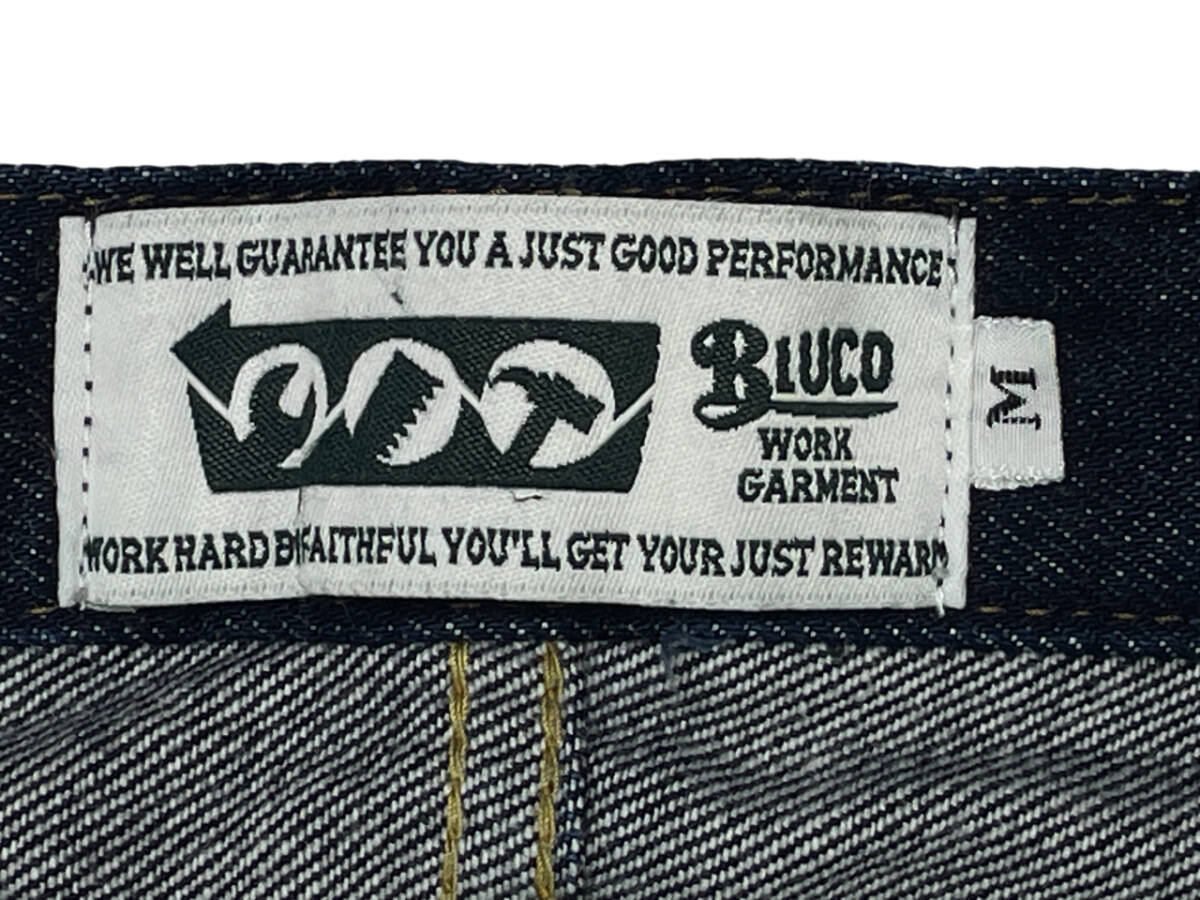 WE WELL GUARANTEE YOU A JUST GOOD PERFORMANCE
BLUCO
WORK
GARMENT
M
WORK HARD BY FAITHFUL YOU'LL GET YOUR JUST REWARD